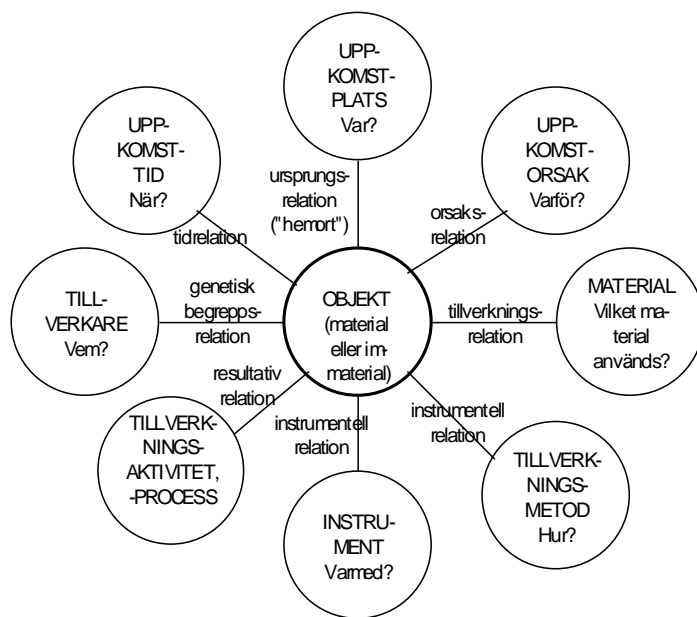 UPP-
KOMST-
PLATS
Var?
UPP-
KOMST-
TID
När?
UPP-
KOMST-
ORSAK
Varför?
ursprungs-
relation
("hemort")
tidrelation
orsaks-
relation
TILL-
VERKARE
Vem?
genetisk
begrepps-
relation
OBJEKT
(material
eller im-
material)
tillverknings-
relation
MATERIAL
Vilket ma-
terial
används?
resultativ
relation
instrumentell
relation
instrumentell
relation
TILLVERK-
NINGS-
AKTIVITET,
-PROCESS
INSTRU-
MENT
Varmed?
TILLVERK-
NINGS-
METOD
Hur?